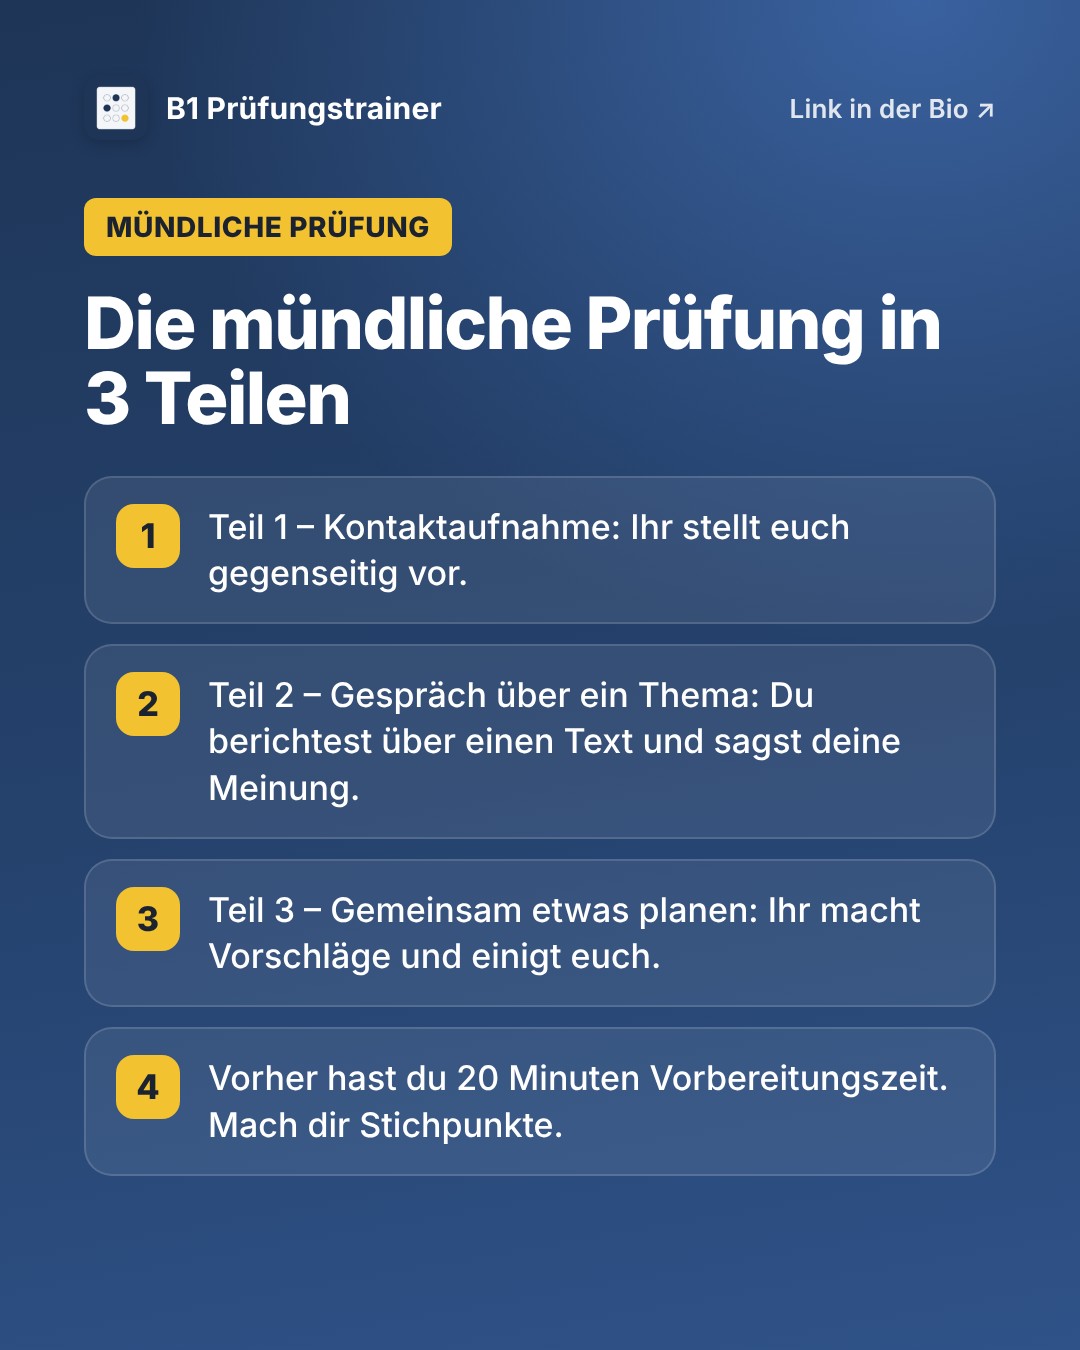 B1 Prüfungstrainer
Link in der Bio ↗
MÜNDLICHE PRÜFUNG
Die mündliche Prüfung in
3 Teilen
1
Teil 1 – Kontaktaufnahme: Ihr stellt euch
gegenseitig vor.
2
Teil 2 – Gespräch über ein Thema: Du
berichtest über einen Text und sagst deine
Meinung.
3
Teil 3 – Gemeinsam etwas planen: Ihr macht
Vorschläge und einigt euch.
4
Vorher hast du 20 Minuten Vorbereitungszeit.
Mach dir Stichpunkte.